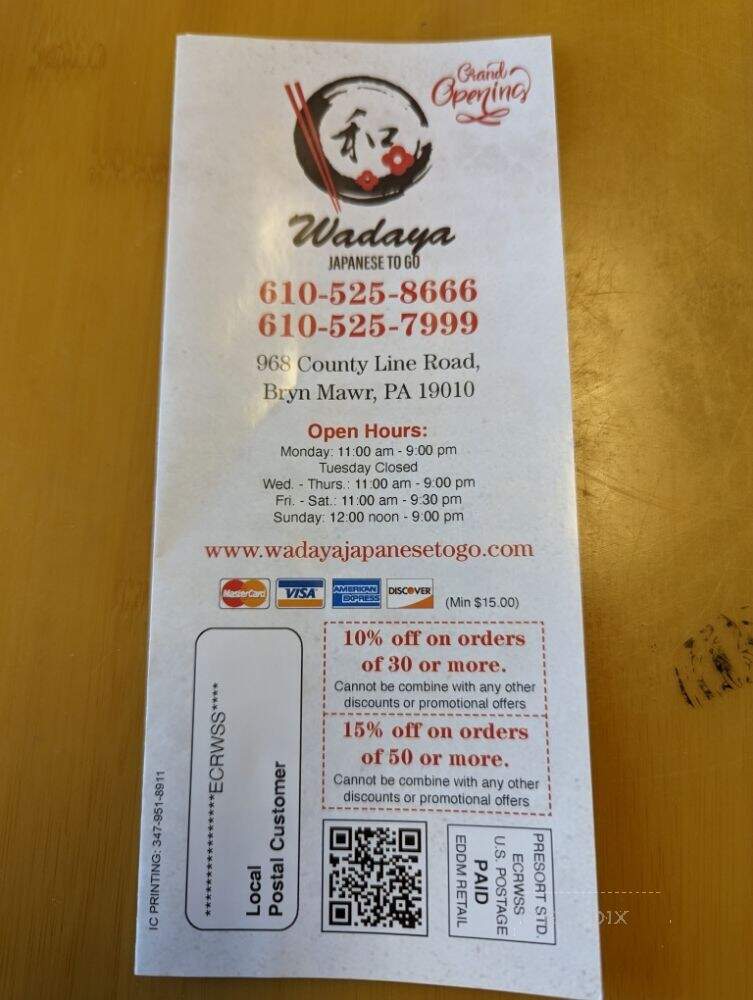 Grand
Opening
和
Wadaya
JAPANESE TO GO
610-525-8666
610-525-7999
968 County Line Road,
Bryn Mawr, PA 19010
Open Hours:
Monday: 11:00 am - 9:00 pm
Tuesday Closed
Wed. - Thurs.: 11:00 am - 9:00 pm
Fri. - Sat.: 11:00 am - 9:30 pm
Sunday: 12:00 noon - 9:00 pm
www.wadayajapanesetogo.com
MasterCard VISA AMERICAN EXPRESS DISCOVER (Min $15.00)
10% off on orders
of 30 or more.
Cannot be combine with any other
discounts or promotional offers
15% off on orders
of 50 or more.
Cannot be combine with any other
discounts or promotional offers
IC PRINTING: 347-951-8911
******************ECRWSS****
Local
Postal Customer
PRESORT STD.
ECRWSS
U.S. POSTAGE
PAID
EDDM RETAIL